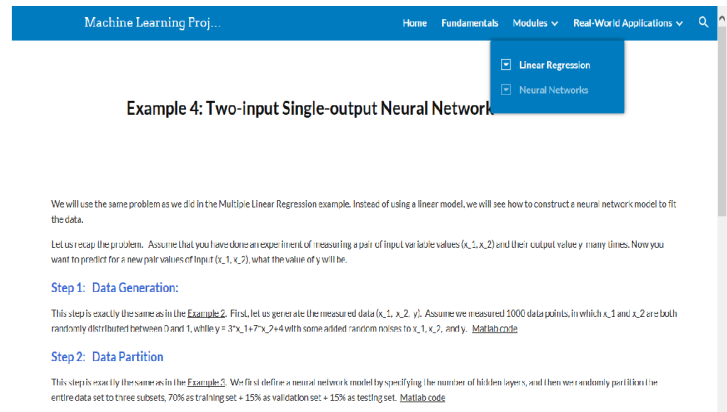 Machine Learning Proj...
Home Fundamentals Modules Real-World Applications
Linear Regression
Neural Networks
Example 4: Two-input Single-output Neural Network
We will use the same problem as we did in the Multiple Linear Regression example. Instead of using a linear model, we will see how to construct a neural network model to fit
the data.
Let us recap the problem. Assume that you have done an experiment of measuring a pair of input variable values (x_1, x_2) and their output value y many times. Now you
want to predict for a new pair values of input (x_1, x_2), what the value of y will be.
Step 1: Data Generation:
This step is exactly the same as in the Example 2. First, let us generate the measured data (x_1, x_2, y). Assume we measured 1000 data points, in which x_1 and x_2 are both
randomly distributed between 0 and 1, while y = 3*x_1+7*x_2+4 with some added random noises to x_1, x_2, and y. Matlab code
Step 2: Data Partition
This step is exactly the same as in the Example 3. We first define a neural network model by specifying the number of hidden layers, and then we randomly partition the
entire data set to three subsets, 70% as training set + 15% as validation set + 15% as testing set. Matlab code